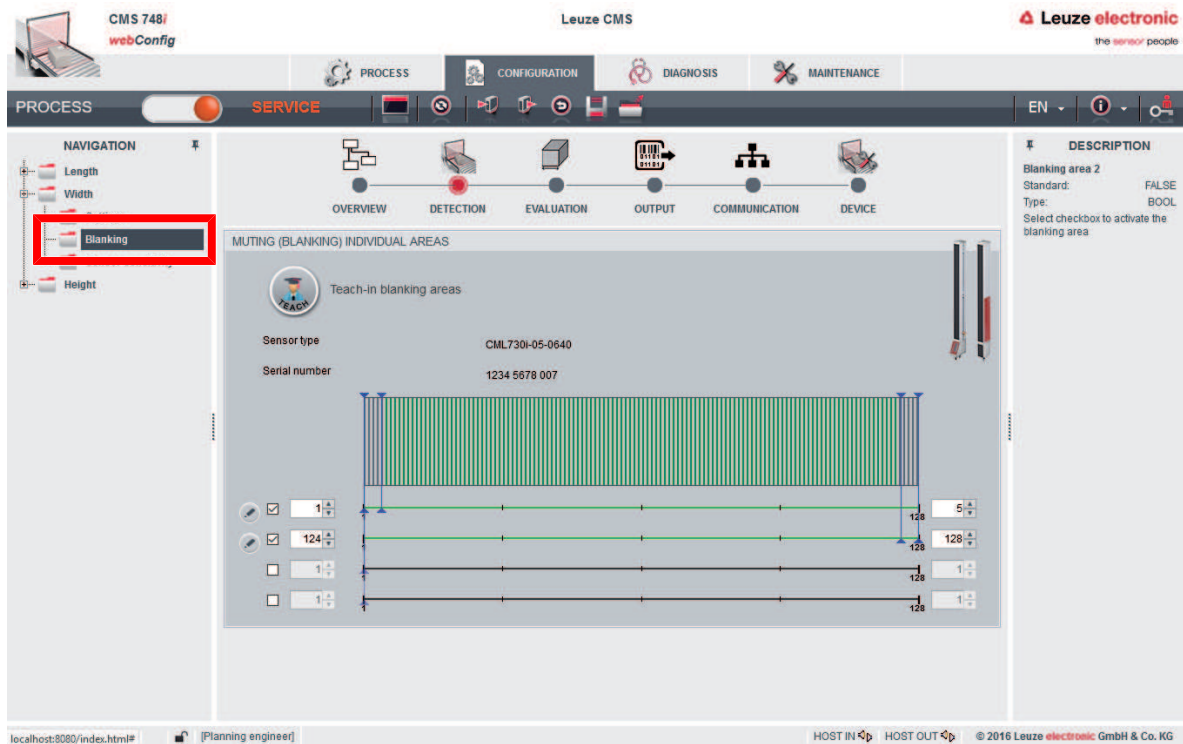 CMS 748i
webConfig
Leuze CMS
Leuze electronic
the sensor people
PROCESS
CONFIGURATION
DIAGNOSIS
MAINTENANCE
PROCESS
SERVICE
EN
NAVIGATION
Length
Width
Blanking
Height
OVERVIEW
DETECTION
EVALUATION
OUTPUT
COMMUNICATION
DEVICE
MUTING (BLANKING) INDIVIDUAL AREAS
TEACH
Teach-in blanking areas
Sensor type
CML730i-05-0640
Serial number
1234 5678 007
1
1
128
5
124
1
128
128
1
1
128
1
1
1
128
1
DESCRIPTION
Blanking area 2
Standard: FALSE
Type: BOOL
Select checkbox to activate the
blanking area
localhost:8080/index.html#
[Planning engineer]
HOST IN
HOST OUT
© 2016 Leuze electronic GmbH & Co. KG